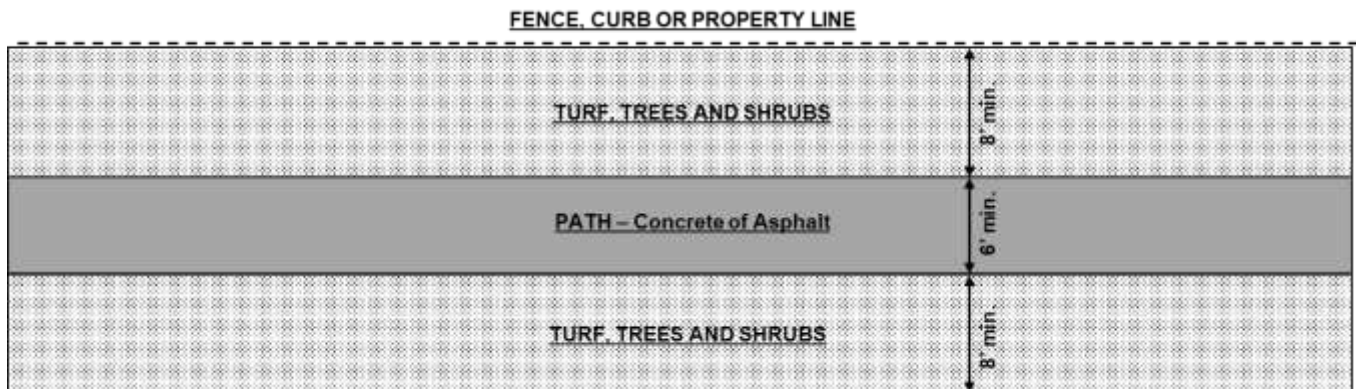 FENCE, CURB OR PROPERTY LINE
TURF, TREES AND SHRUBS
8' min.
PATH – Concrete of Asphalt
6' min.
TURF, TREES AND SHRUBS
8' min.